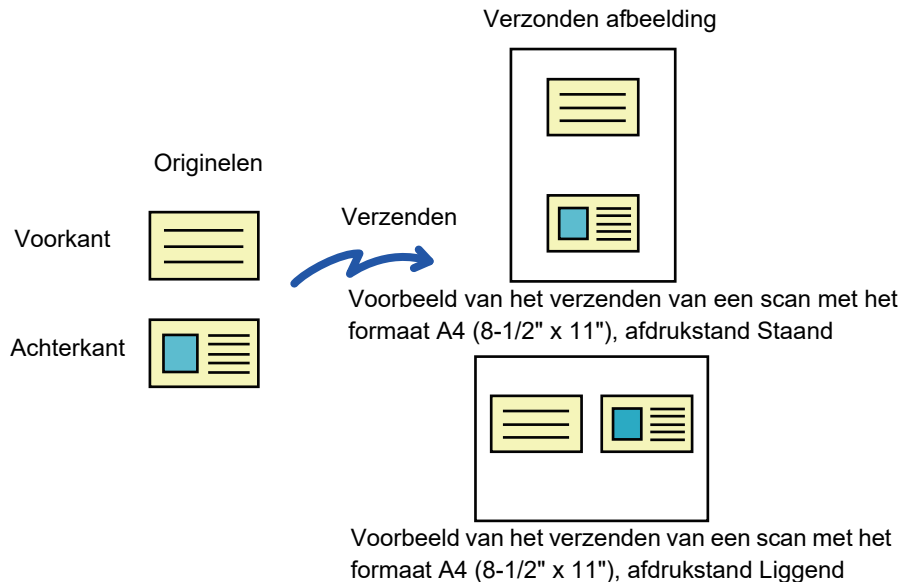 Verzonden afbeelding
Originelen
Verzenden
Voorkant
Achterkant
Voorbeeld van het verzenden van een scan met het
formaat A4 (8-1/2" x 11"), afdrukstand Staand
Voorbeeld van het verzenden van een scan met het
formaat A4 (8-1/2" x 11"), afdrukstand Liggend